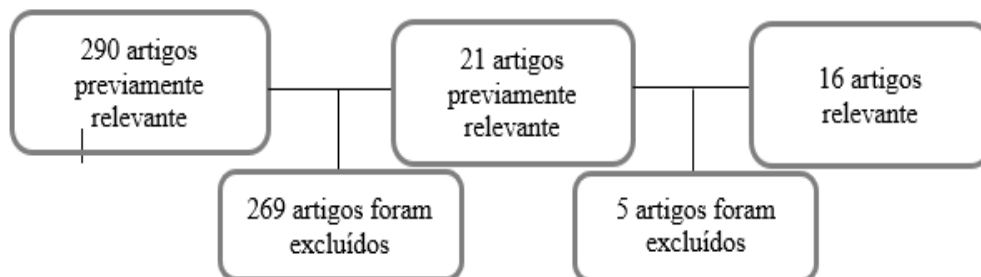 290 artigos
previamente
relevante
21 artigos
previamente
relevante
16 artigos
relevante
269 artigos foram
excluídos
5 artigos foram
excluídos